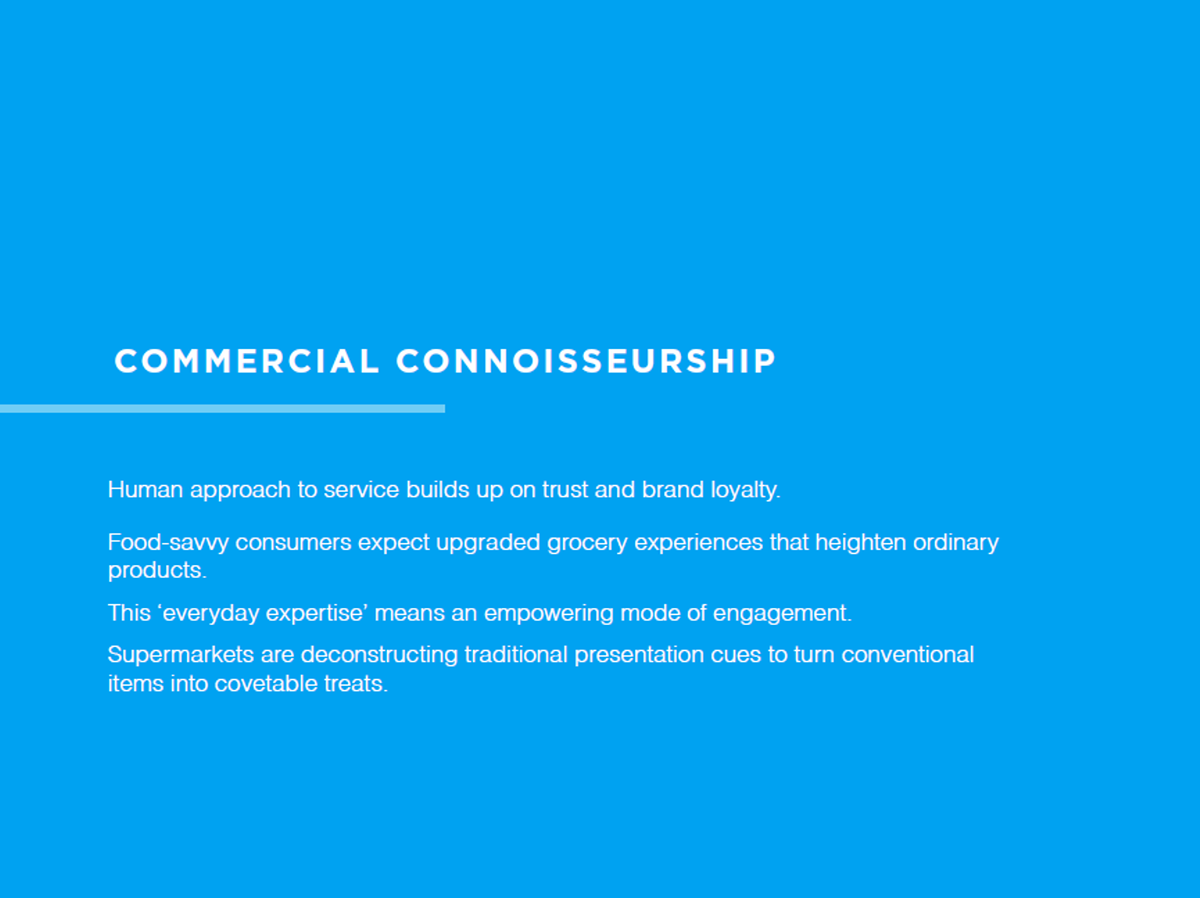 COMMERCIAL CONNOISSEURSHIP
Human approach to service builds up on trust and brand loyalty.
Food-savvy consumers expect upgraded grocery experiences that heighten ordinary
products.
This ‘everyday expertise’ means an empowering mode of engagement.
Supermarkets are deconstructing traditional presentation cues to turn conventional
items into covetable treats.